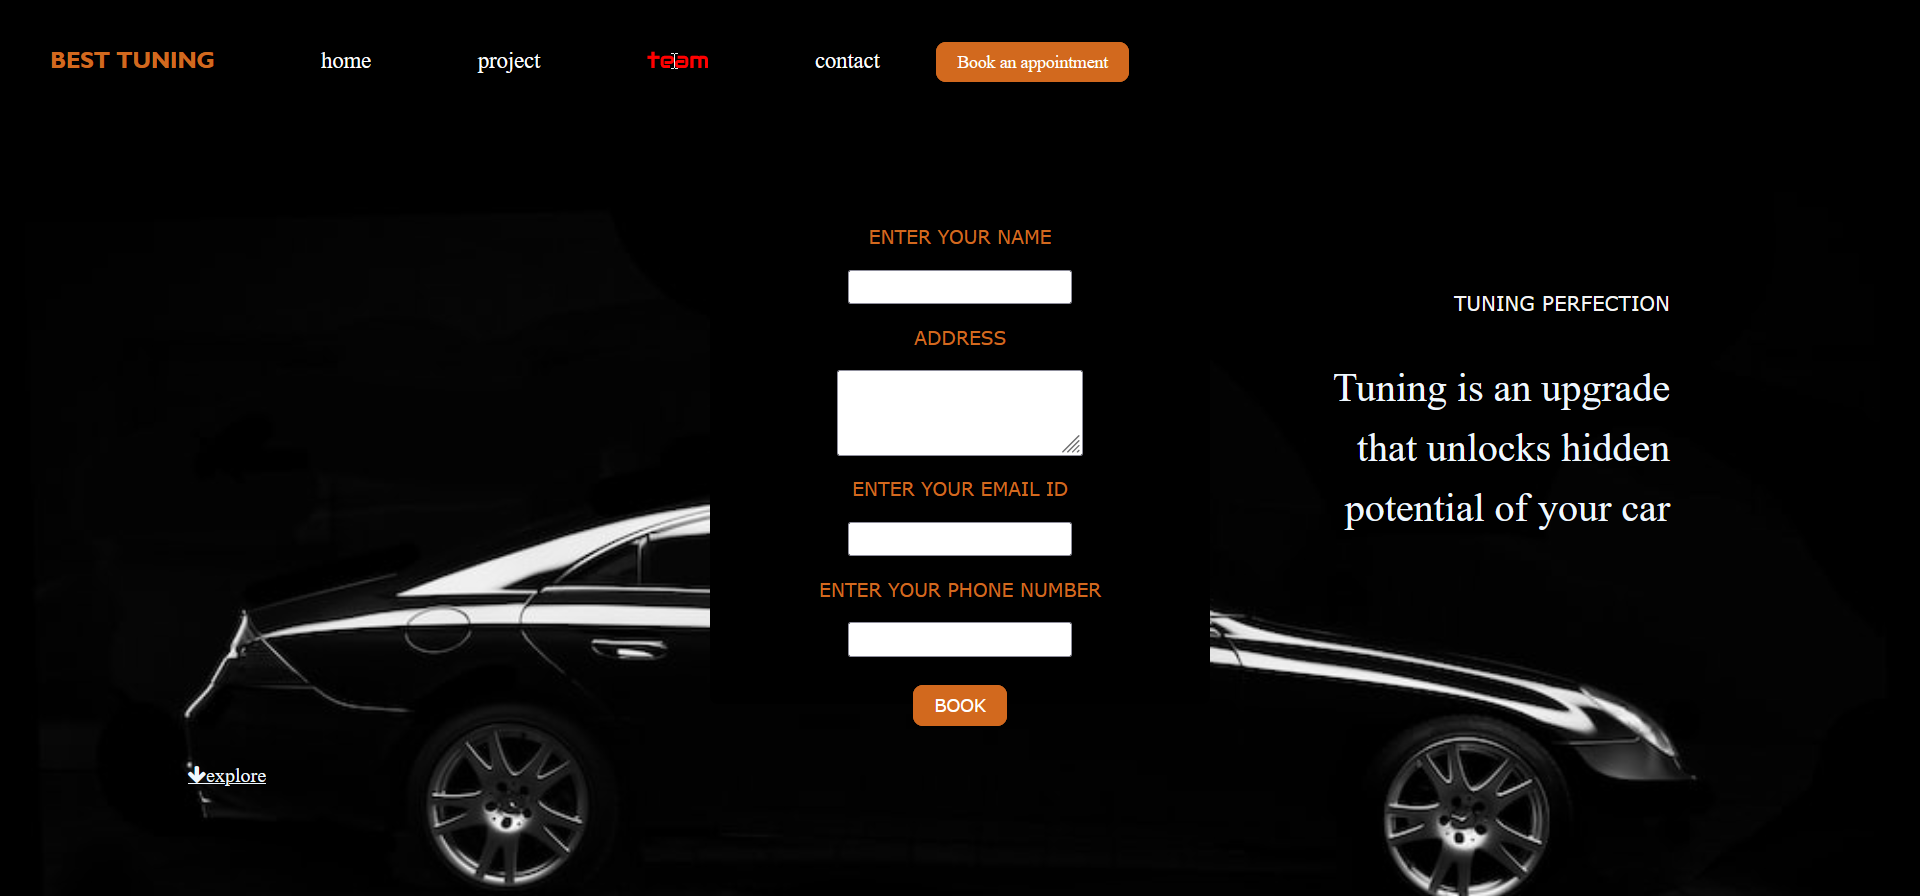 BEST TUNING
home
project
team
contact
Book an appointment
ENTER YOUR NAME
ADDRESS
ENTER YOUR EMAIL ID
ENTER YOUR PHONE NUMBER
BOOK
TUNING PERFECTION
Tuning is an upgrade
that unlocks hidden
potential of your car
explore